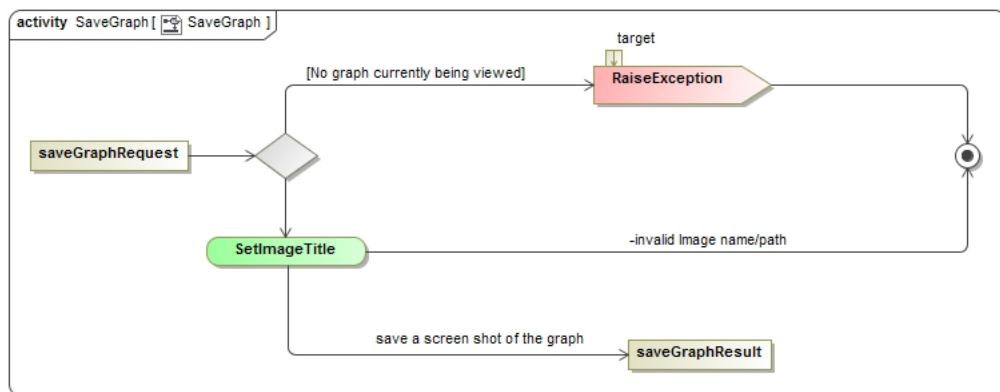 activity SaveGraph [ SaveGraph ]
target
[No graph currently being viewed]
RaiseException
saveGraphRequest
SetImageTitle
-invalid Image name/path
save a screen shot of the graph
saveGraphResult